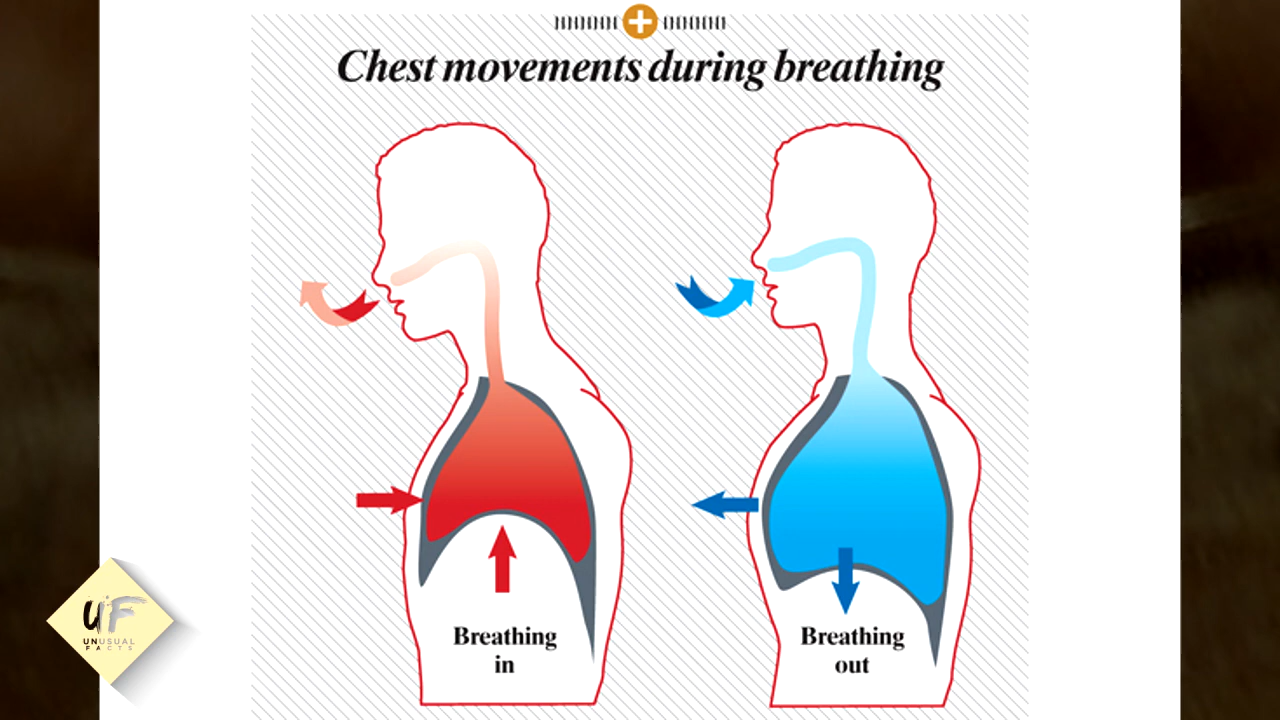 Chest movements during breathing
Breathing
in
Breathing
out
UF
UNUSUAL
FACTS